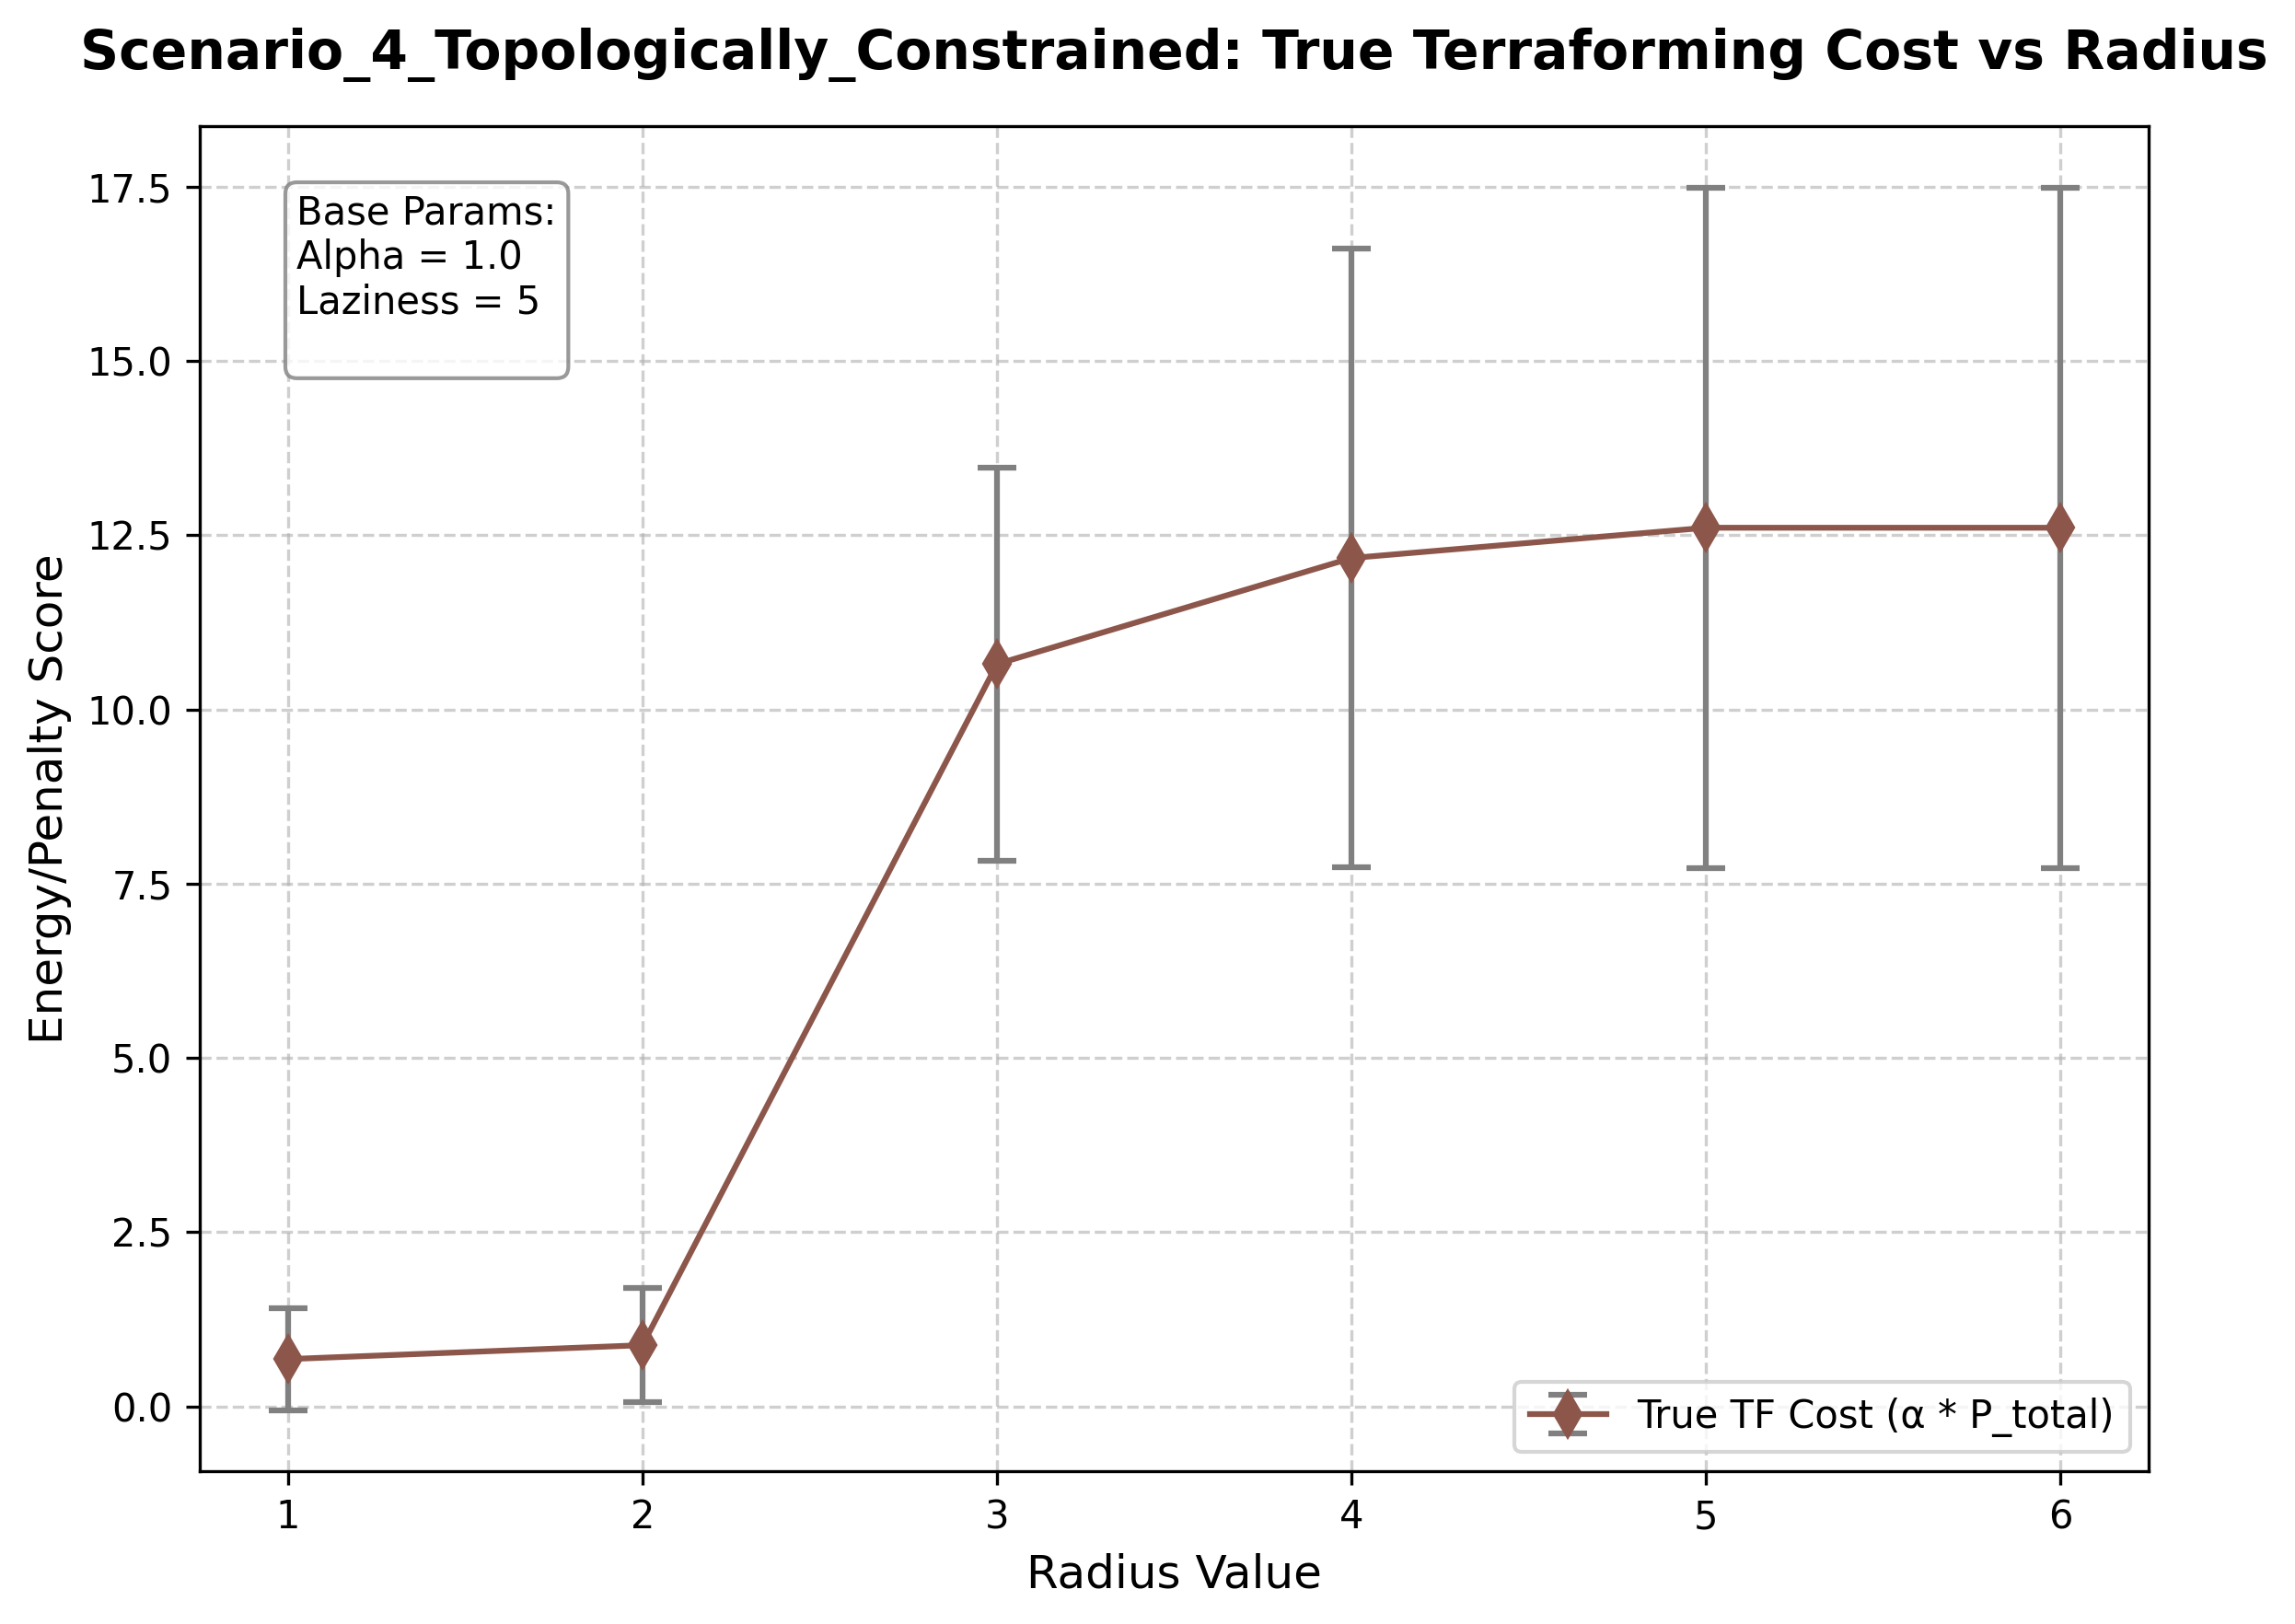 Scenario_4_Topologically_Constrained: True Terraforming Cost vs Radius
Energy/Penalty Score
17.5
15.0
12.5
10.0
7.5
5.0
2.5
0.0
Base Params:
Alpha = 1.0
Laziness = 5
True TF Cost (α * P_total)
1 2 3 4 5 6
Radius Value